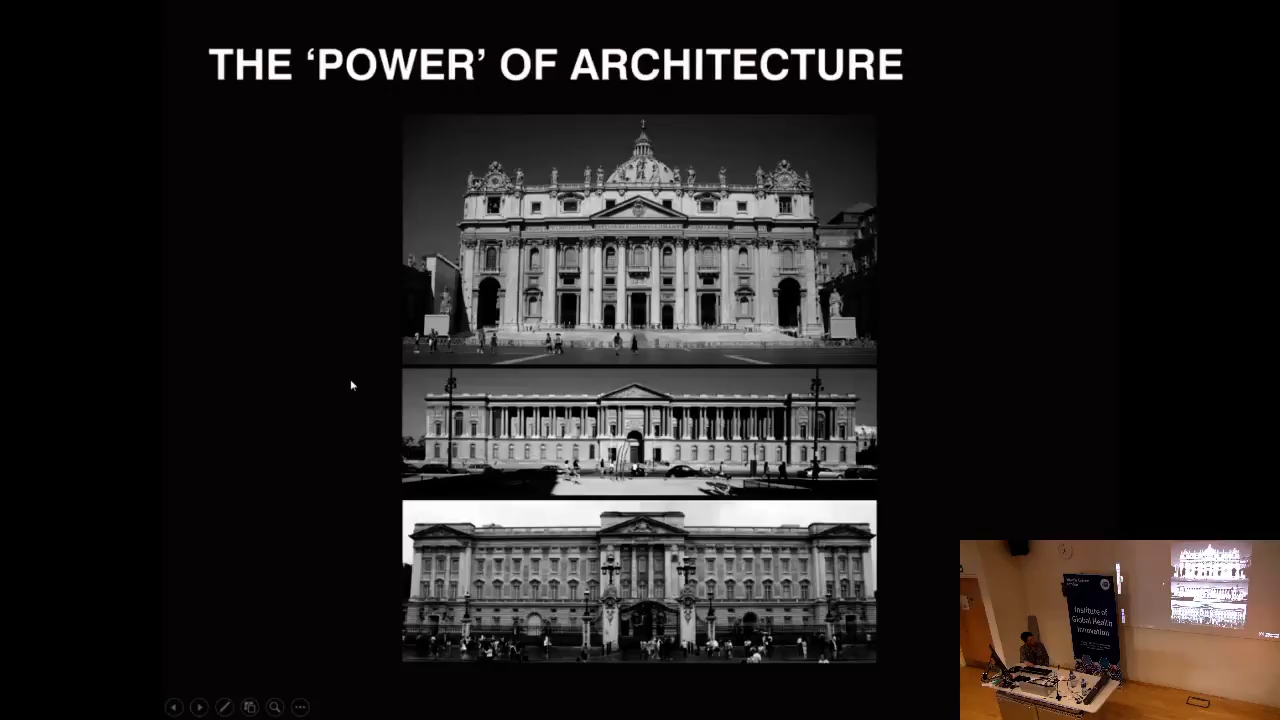 THE ‘POWER’ OF ARCHITECTURE
Institute of
Global Health
Innovation